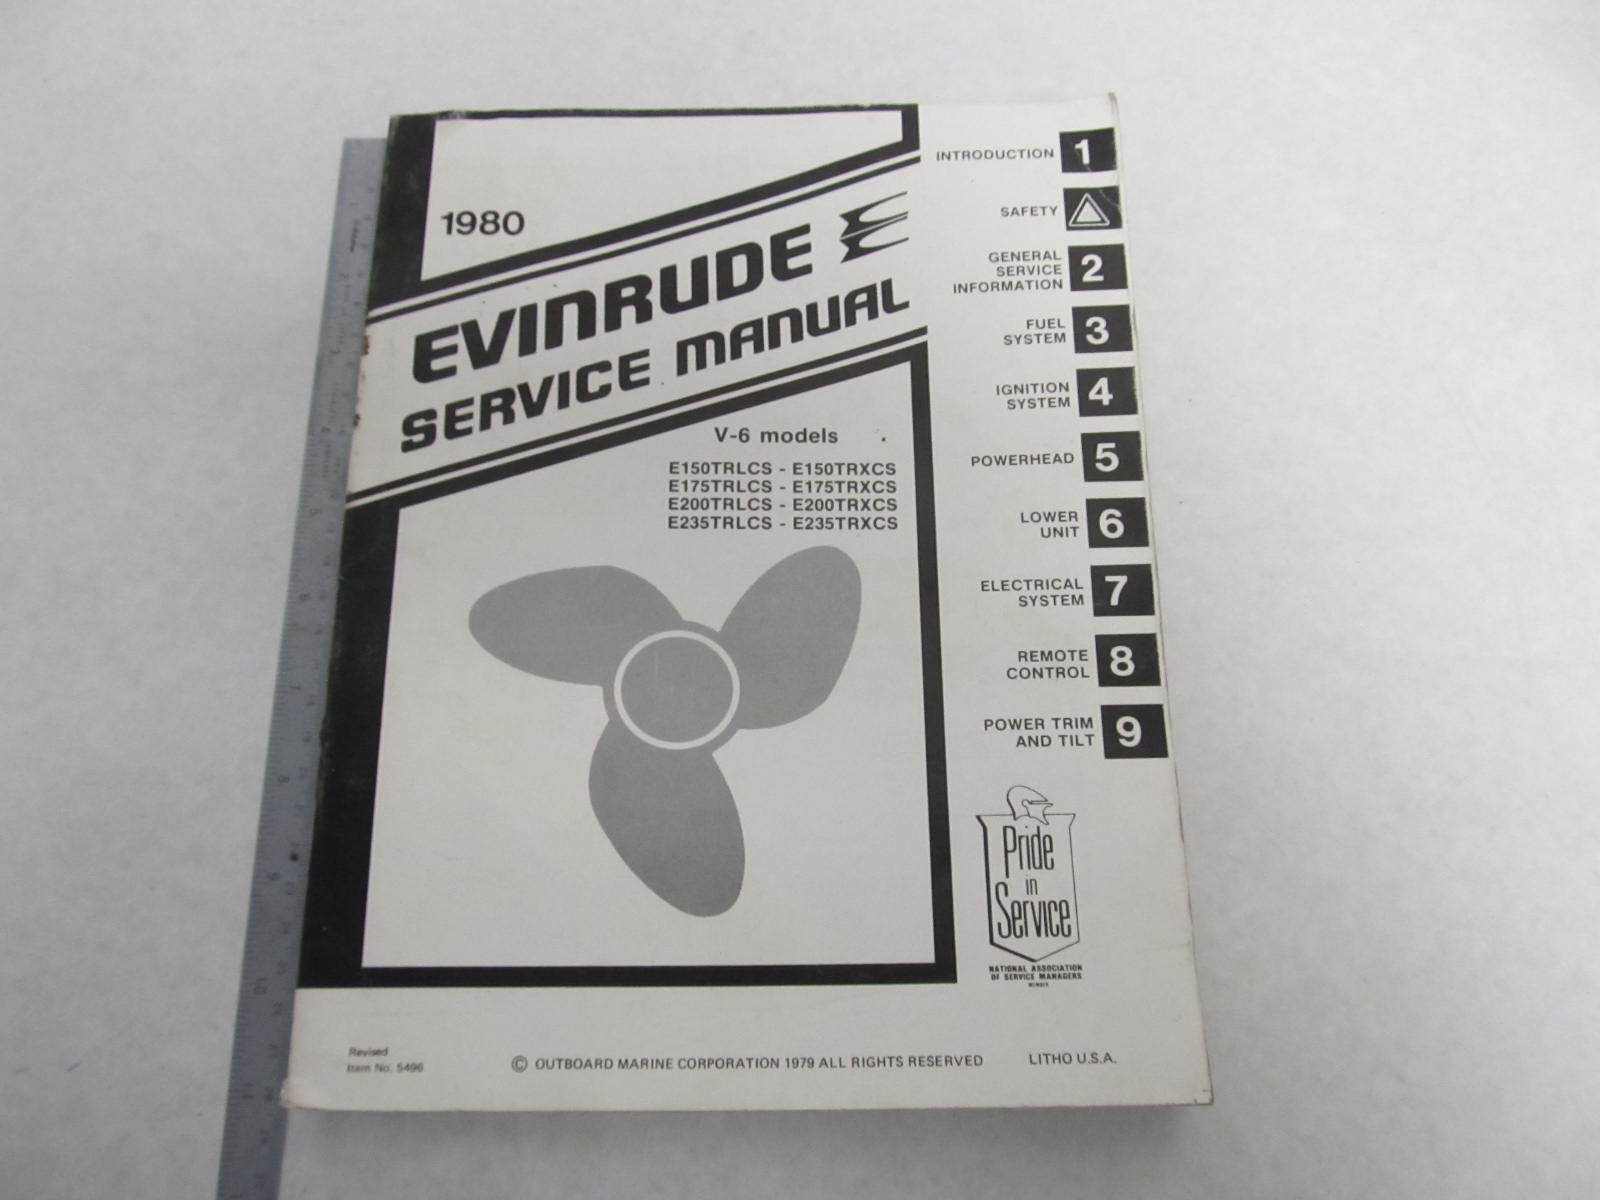 1980
EVINRUDE
SERVICE MANUAL
V-6 models
E150TRLCS - E150TRXCS
E175TRLCS - E175TRXCS
E200TRLCS - E200TRXCS
E235TRLCS - E235TRXCS
INTRODUCTION 1
SAFETY
GENERAL
SERVICE
INFORMATION 2
FUEL
SYSTEM 3
IGNITION
SYSTEM 4
POWERHEAD 5
LOWER
UNIT 6
ELECTRICAL
SYSTEM 7
REMOTE
CONTROL 8
POWER TRIM
AND TILT 9
Pride
in
Service
NATIONAL ASSOCIATION
OF SERVICE MANAGERS
MEMBER
Revised
Item No. 5496
© OUTBOARD MARINE CORPORATION 1979 ALL RIGHTS RESERVED
LITHO U.S.A.